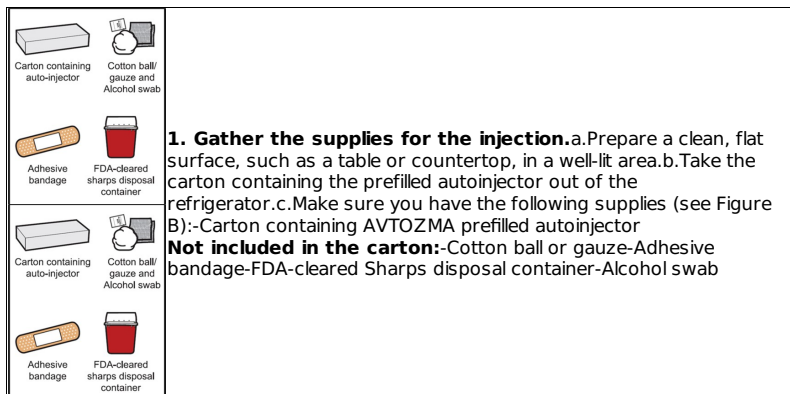 Carton containing
auto-injector
Cotton ball/
gauze and
Alcohol swab
Adhesive
bandage
FDA-cleared
sharps disposal
container
Carton containing
auto-injector
Cotton ball/
gauze and
Alcohol swab
Adhesive
bandage
FDA-cleared
sharps disposal
container
1. Gather the supplies for the injection.a.Prepare a clean, flat
surface, such as a table or countertop, in a well-lit area.b.Take the
carton containing the prefilled autoinjector out of the
refrigerator.c.Make sure you have the following supplies (see Figure
B):-Carton containing AVTOZMA prefilled autoinjector
Not included in the carton:-Cotton ball or gauze-Adhesive
bandage-FDA-cleared Sharps disposal container-Alcohol swab